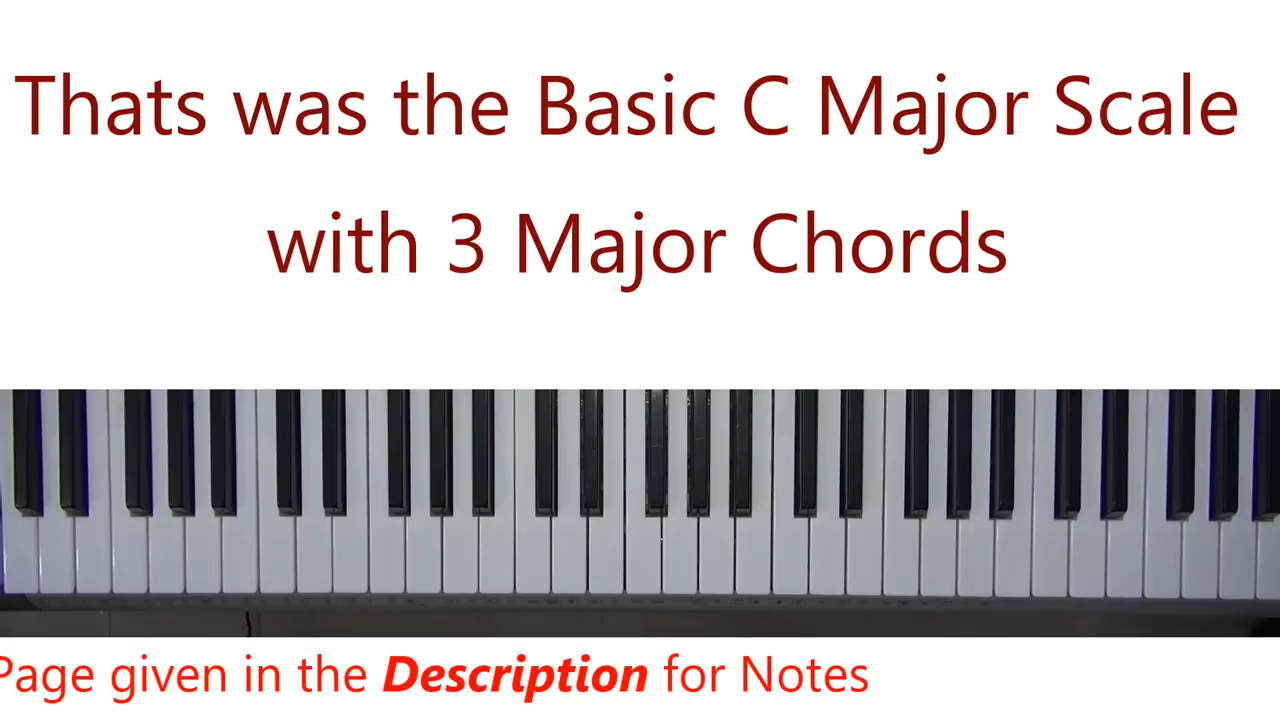 Thats was the Basic C Major Scale
with 3 Major Chords
Page given in the Description for Notes